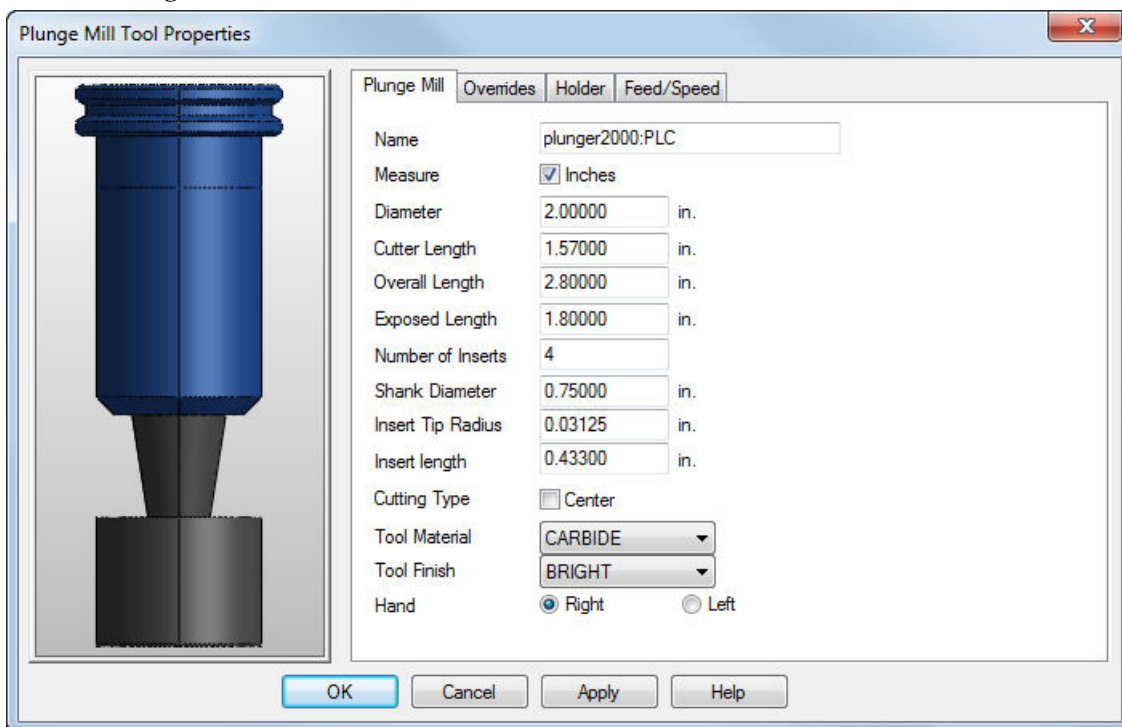 Plunge Mill Tool Properties
Plunge Mill Overrides Holder Feed/Speed
Name plunger2000:PLC
Measure Inches
Diameter 2.00000 in.
Cutter Length 1.57000 in.
Overall Length 2.80000 in.
Exposed Length 1.80000 in.
Number of Inserts 4
Shank Diameter 0.75000 in.
Insert Tip Radius 0.03125 in.
Insert length 0.43300 in.
Cutting Type Center
Tool Material CARBIDE
Tool Finish BRIGHT
Hand Right Left
OK Cancel Apply Help